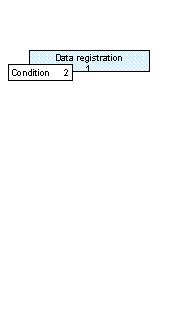 Data registration
1
Condition 2